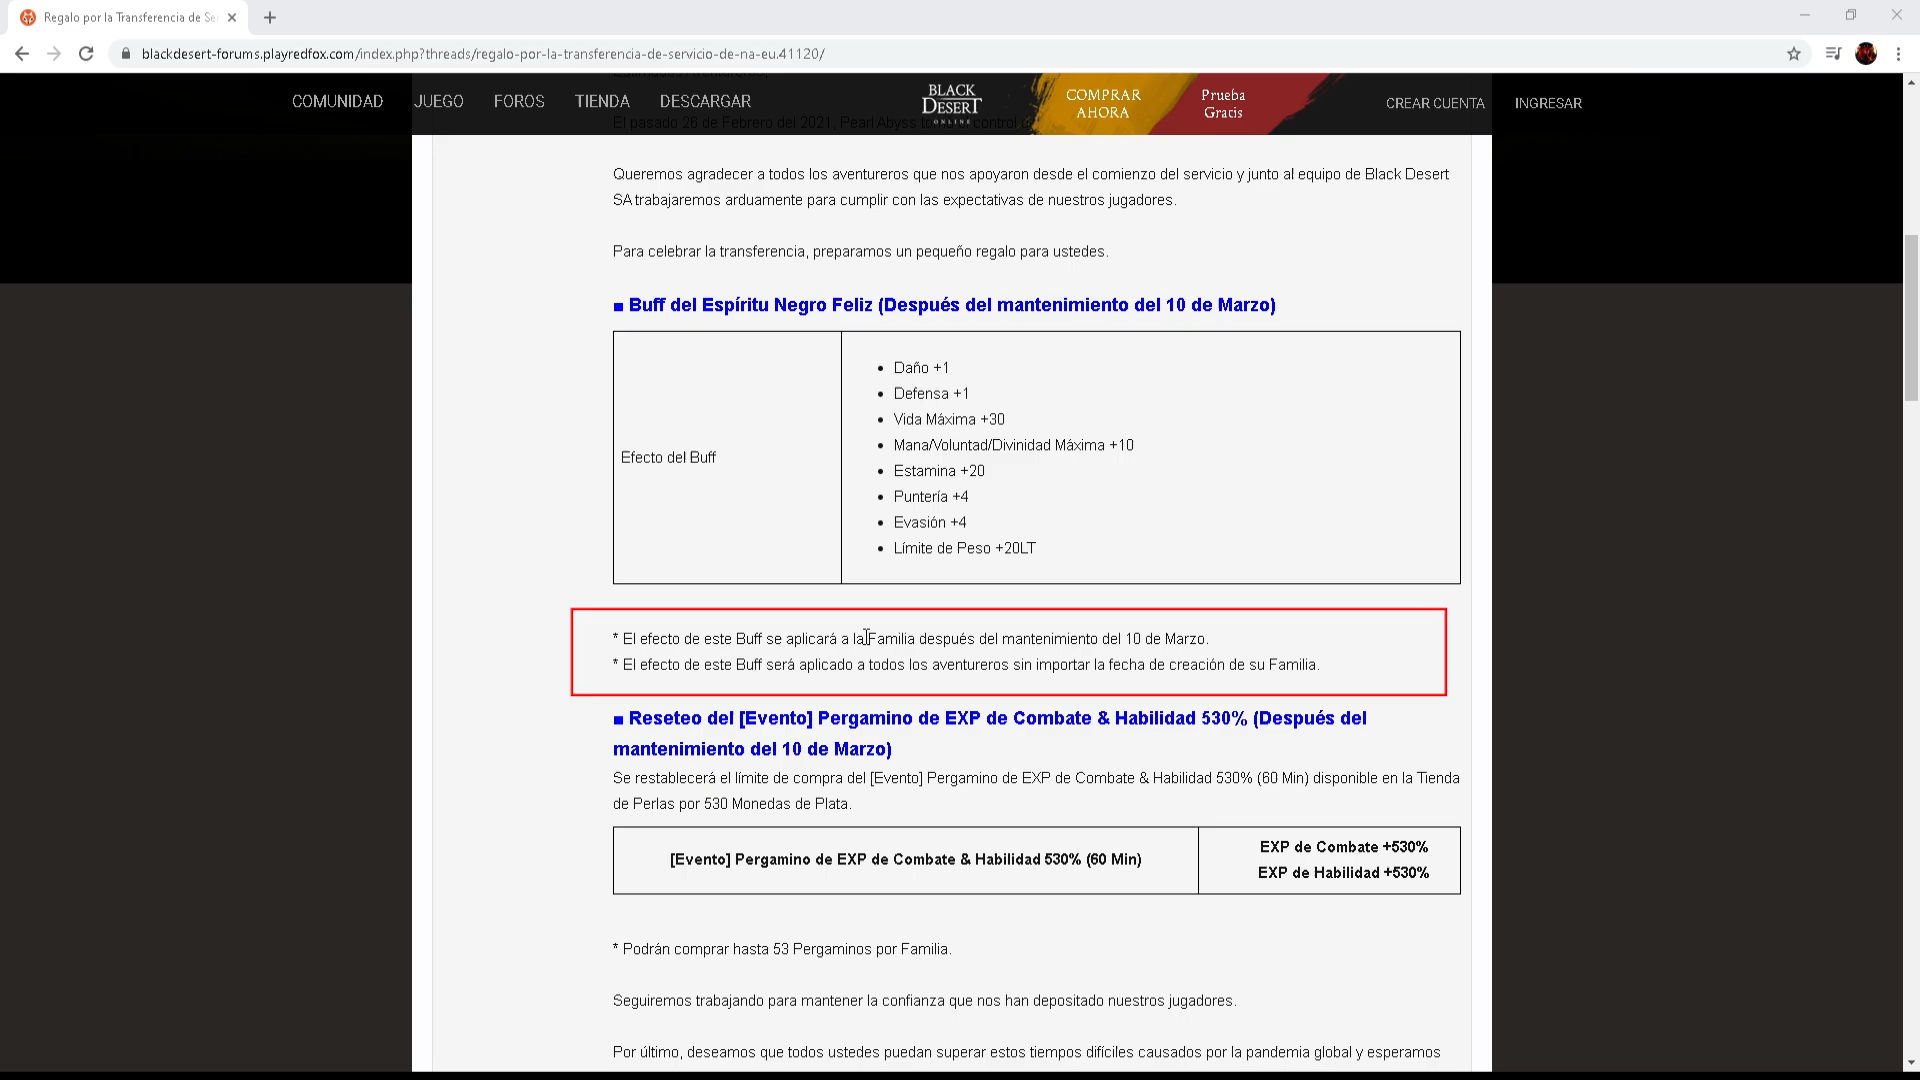 Regalo por la Transferencia de Se
blackdesert-forums.playredfox.com/index.php?threads/regalo-por-la-transferencia-de-servicio-de-na-eu.41120/
COMUNIDAD JUEGO FOROS TIENDA DESCARGAR
BLACK DESERT ONLINE
COMPRAR AHORA
Prueba Gratis
CREAR CUENTA INGRESAR
El pasado 26 de Febrero del 2021, Pearl Abyss
Queremos agradecer a todos los aventureros que nos apoyaron desde el comienzo del servicio y junto al equipo de Black Desert
SA trabajaremos arduamente para cumplir con las expectativas de nuestros jugadores.
Para celebrar la transferencia, preparamos un pequeño regalo para ustedes.
■ Buff del Espíritu Negro Feliz (Después del mantenimiento del 10 de Marzo)
Efecto del Buff
• Daño +1
• Defensa +1
• Vida Máxima +30
• Mana/Voluntad/Divinidad Máxima +10
• Estamina +20
• Puntería +4
• Evasión +4
• Límite de Peso +20LT
* El efecto de este Buff se aplicará a la Familia después del mantenimiento del 10 de Marzo.
* El efecto de este Buff será aplicado a todos los aventureros sin importar la fecha de creación de su Familia.
■ Reseteo del [Evento] Pergamino de EXP de Combate & Habilidad 530% (Después del
mantenimiento del 10 de Marzo)
Se restablecerá el límite de compra del [Evento] Pergamino de EXP de Combate & Habilidad 530% (60 Min) disponible en la Tienda
de Perlas por 530 Monedas de Plata.
[Evento] Pergamino de EXP de Combate & Habilidad 530% (60 Min)
EXP de Combate +530%
EXP de Habilidad +530%
* Podrán comprar hasta 53 Pergaminos por Familia.
Seguiremos trabajando para mantener la confianza que nos han depositado nuestros jugadores.
Por último, deseamos que todos ustedes puedan superar estos tiempos difíciles causados por la pandemia global y esperamos